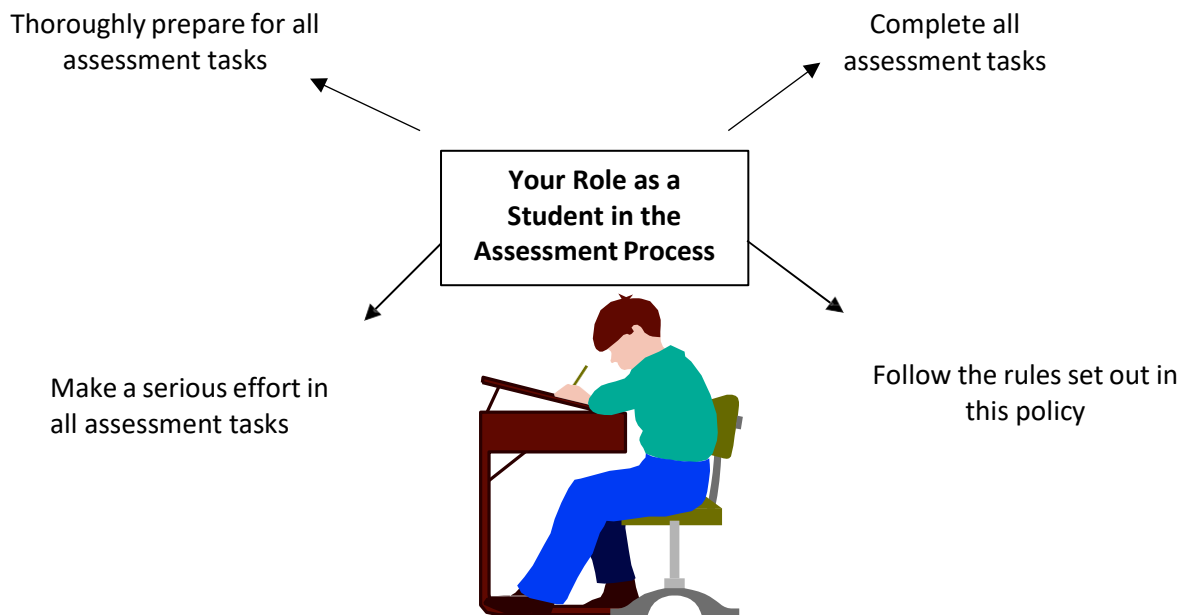 Thoroughly prepare for all
assessment tasks
Complete all
assessment tasks
Your Role as a
Student in the
Assessment Process
Make a serious effort in
all assessment tasks
Follow the rules set out in
this policy